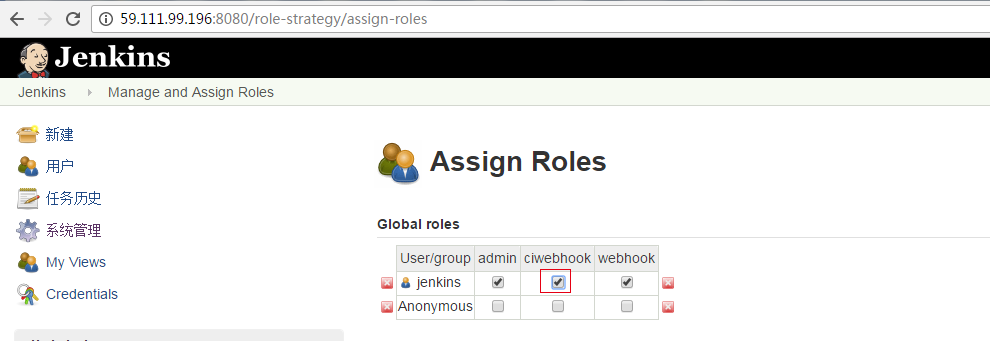 59.111.99.196:8080/role-strategy/assign-roles
Jenkins
Jenkins Manage and Assign Roles
新建
用户
任务历史
系统管理
My Views
Credentials
Assign Roles
Global roles
User/group admin ciwebhook webhook
jenkins
Anonymous